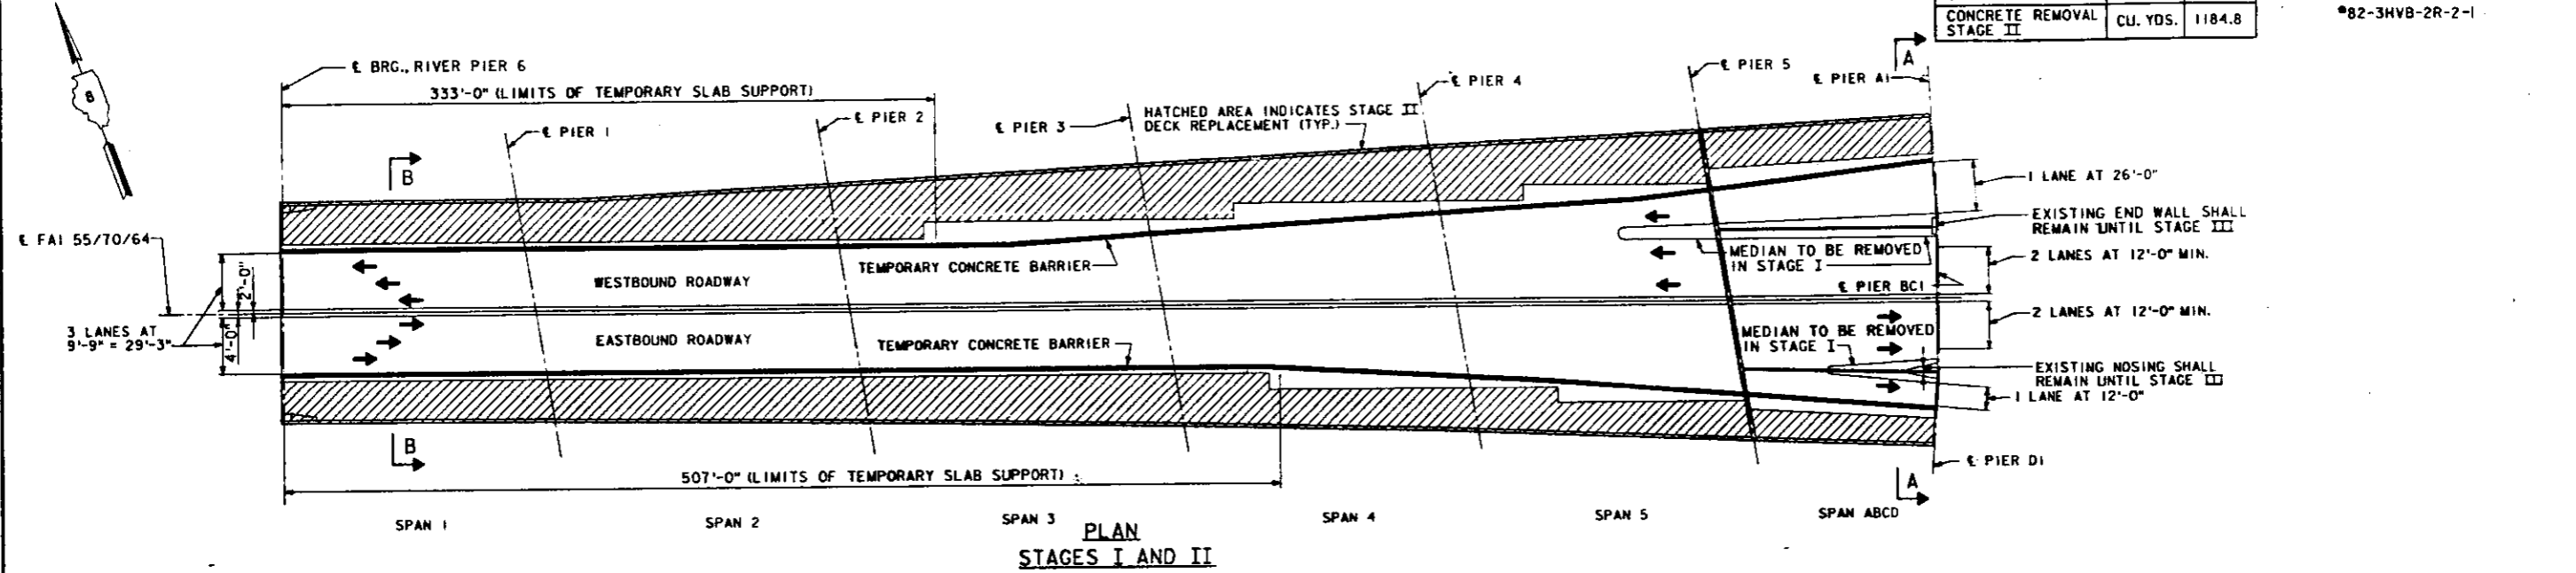 CONCRETE REMOVAL
STAGE II
CU. YDS.
1184.8
*82-3HVB-2R-2-1
A
℄ BRG., RIVER PIER 6
333'-0" (LIMITS OF TEMPORARY SLAB SUPPORT)
℄ PIER 1
℄ PIER 2
℄ PIER 3
HATCHED AREA INDICATES STAGE II
DECK REPLACEMENT (TYP.)
℄ PIER 4
℄ PIER 5
℄ PIER A1
B
1 LANE AT 26'-0"
EXISTING END WALL SHALL
REMAIN UNTIL STAGE III
℄ FAI 55/70/64
2'-0"
4'-0"
3 LANES AT
9'-9" = 29'-3"
WESTBOUND ROADWAY
TEMPORARY CONCRETE BARRIER
MEDIAN TO BE REMOVED
IN STAGE I
2 LANES AT 12'-0" MIN.
℄ PIER BC1
EASTBOUND ROADWAY
TEMPORARY CONCRETE BARRIER
MEDIAN TO BE REMOVED
IN STAGE I
2 LANES AT 12'-0" MIN.
EXISTING NOSING SHALL
REMAIN UNTIL STAGE III
1 LANE AT 12'-0"
B
507'-0" (LIMITS OF TEMPORARY SLAB SUPPORT)
℄ PIER D1
A
SPAN 1
SPAN 2
SPAN 3
SPAN 4
SPAN 5
SPAN ABCD
PLAN
STAGES I AND II